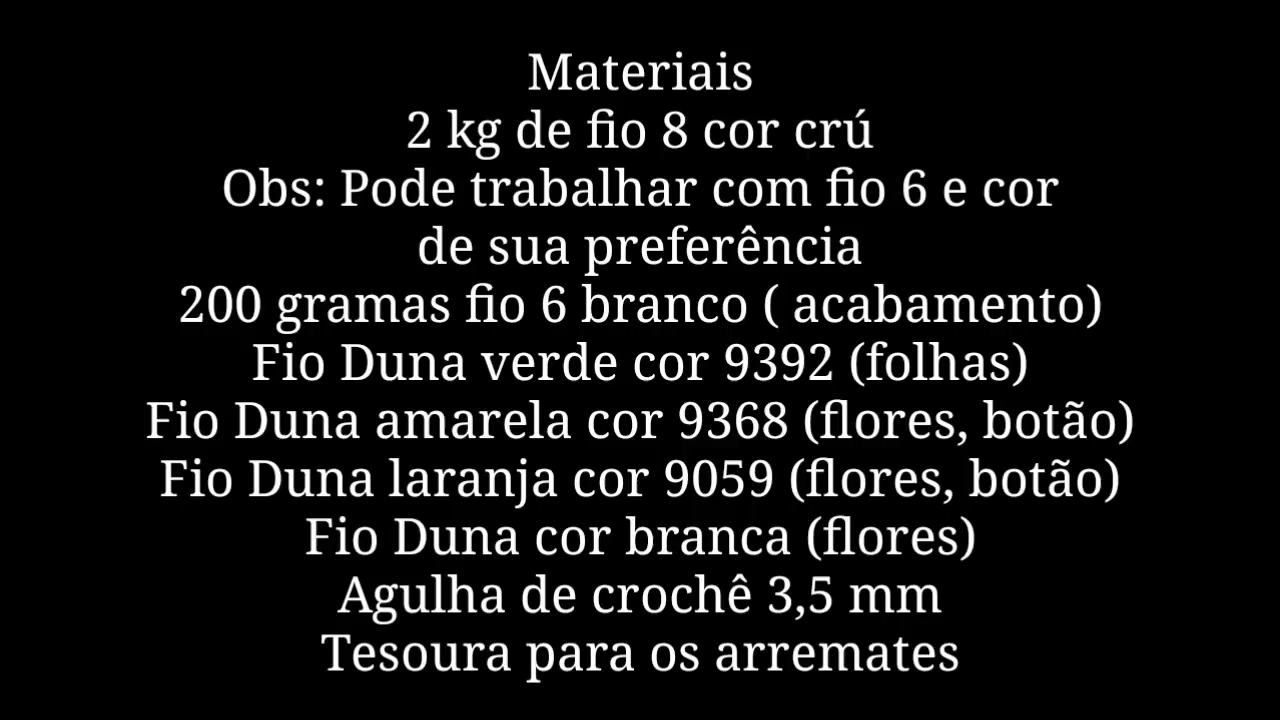 Materiais
2 kg de fio 8 cor crú
Obs: Pode trabalhar com fio 6 e cor
de sua preferência
200 gramas fio 6 branco ( acabamento)
Fio Duna verde cor 9392 (folhas)
Fio Duna amarela cor 9368 (flores, botão)
Fio Duna laranja cor 9059 (flores, botão)
Fio Duna cor branca (flores)
Agulha de crochê 3,5 mm
Tesoura para os arremates